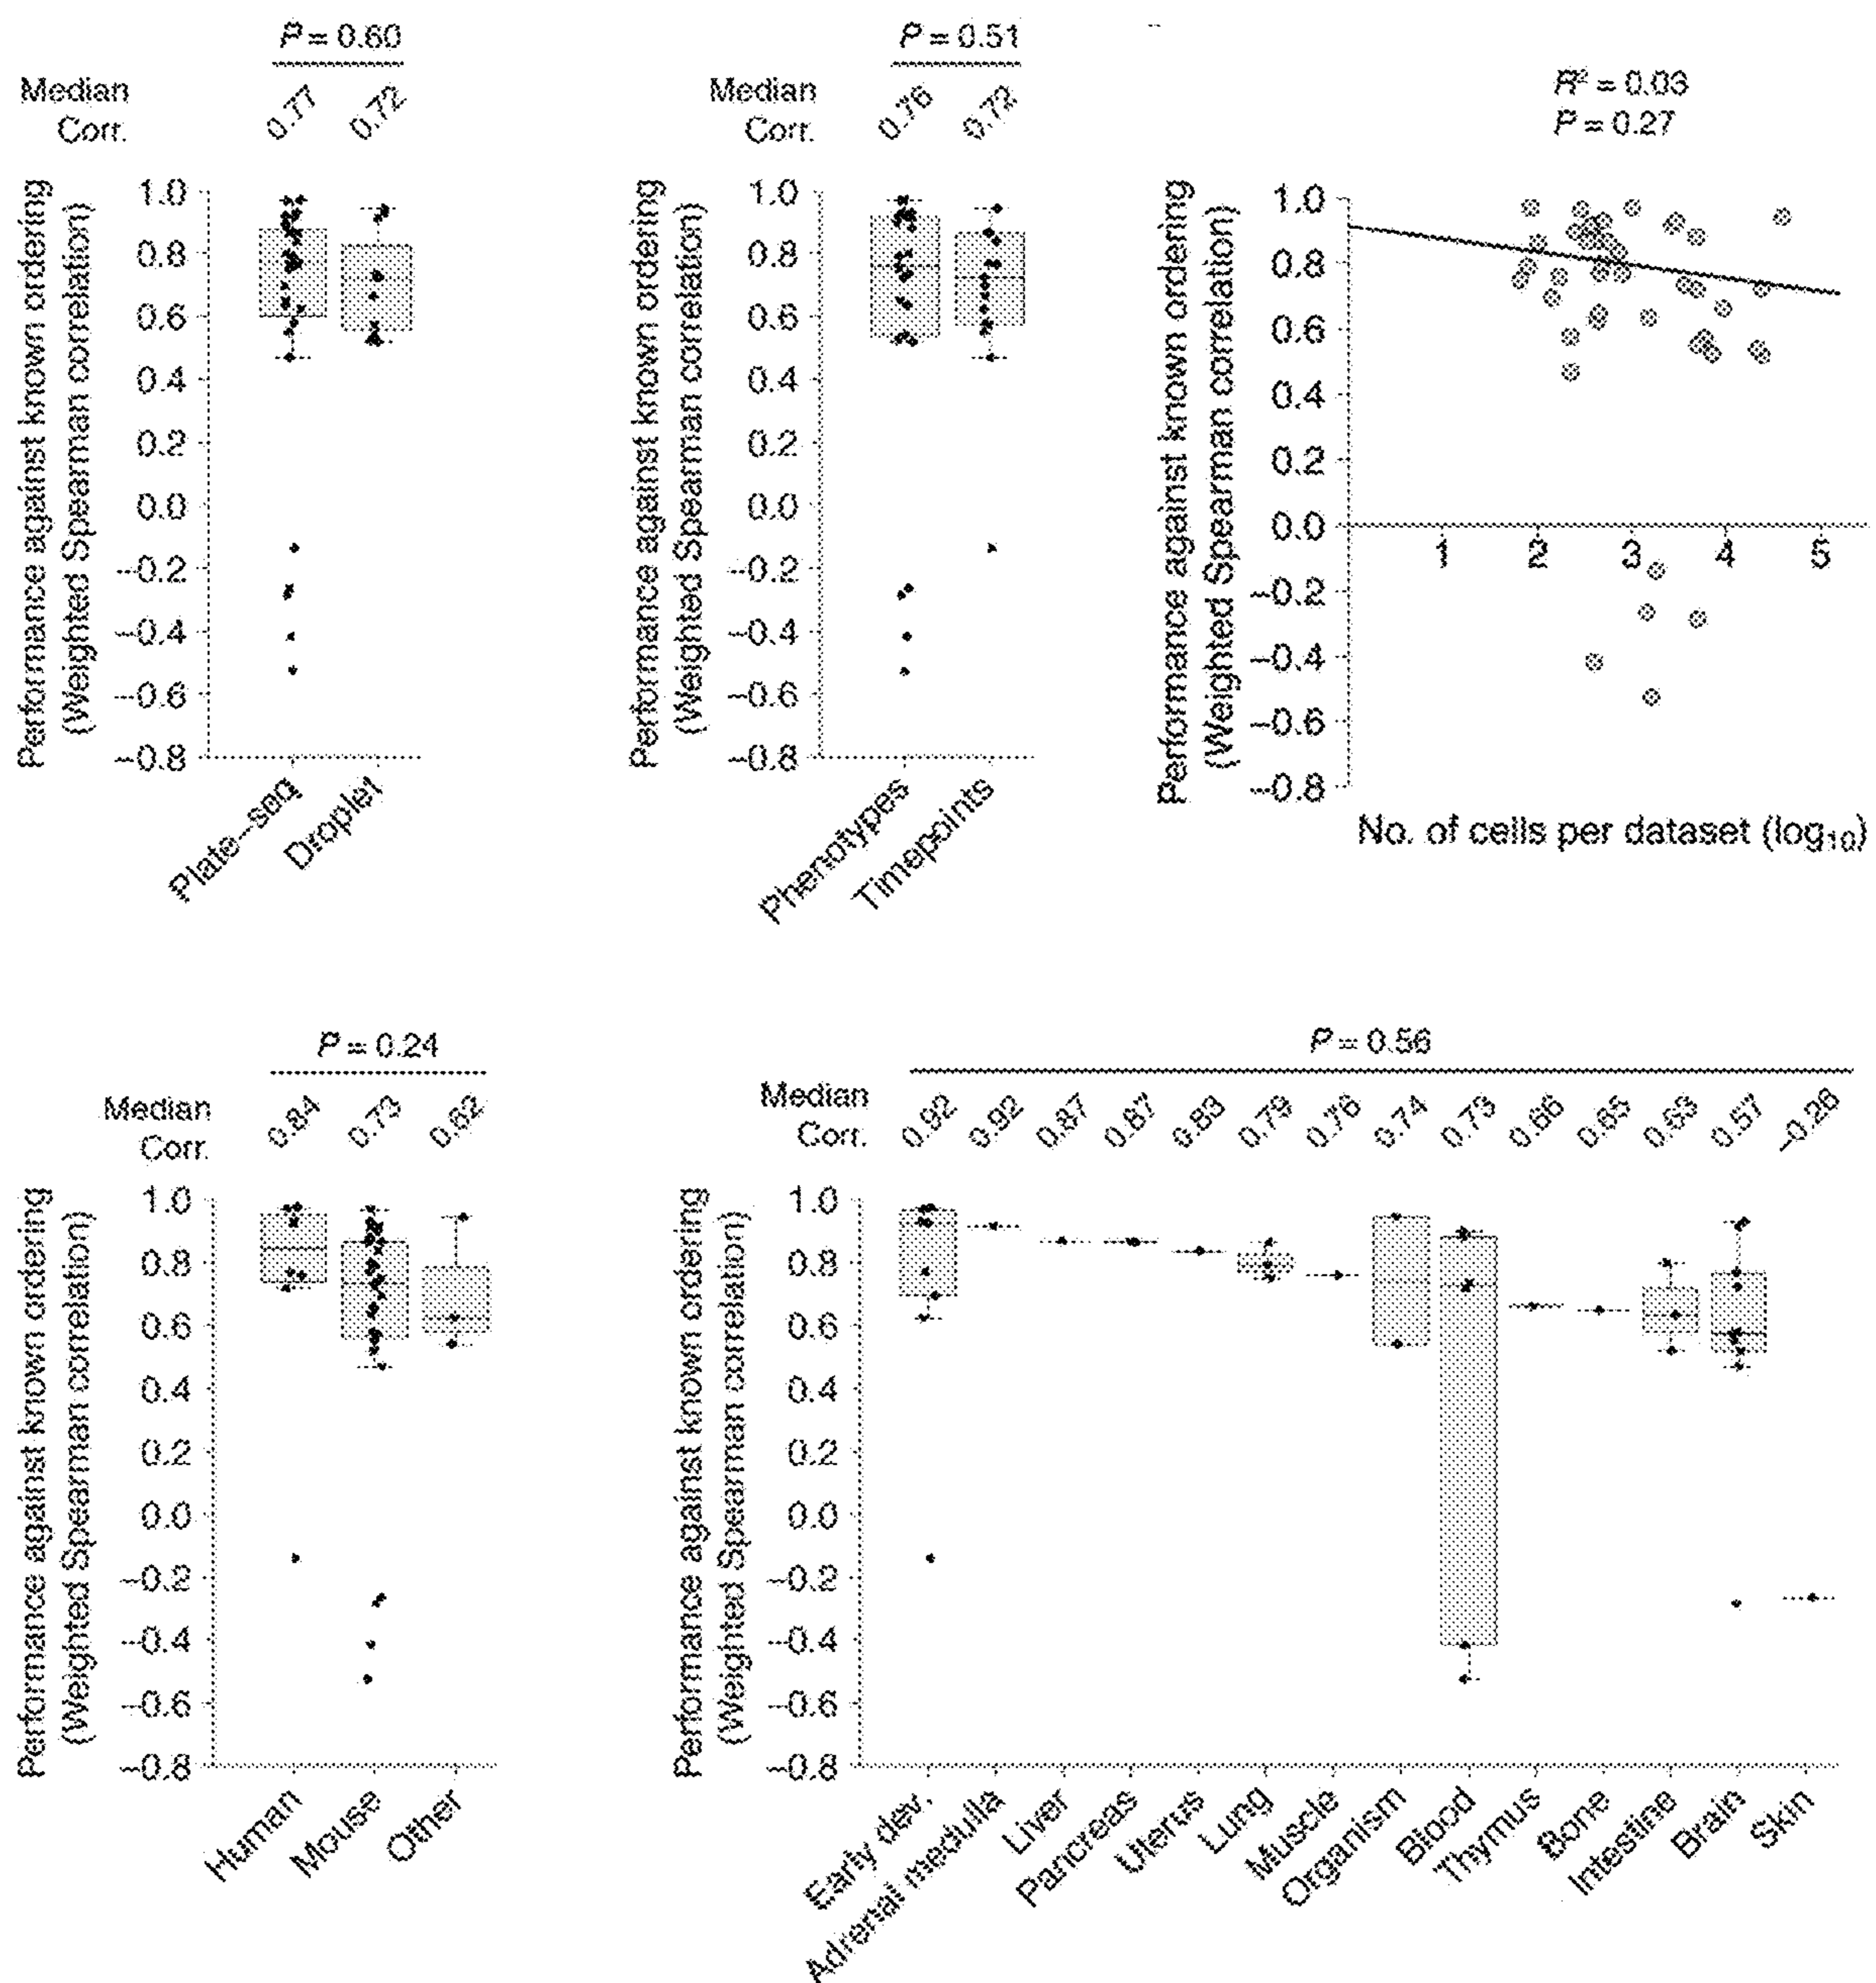 P = 0.60
Median
Corr.
0.77
0.72
Performance against known ordering
(Weighted Spearman correlation)
1.0
0.8
0.6
0.4
0.2
0.0
–0.2
–0.4
–0.6
–0.8
Plate–seq
Droplet
P = 0.51
Median
Corr.
0.76
0.72
Performance against known ordering
(Weighted Spearman correlation)
1.0
0.8
0.6
0.4
0.2
0.0
–0.2
–0.4
–0.6
–0.8
Phenotypes
Timepoints
R² = 0.03
P = 0.27
Performance against known ordering
(Weighted Spearman correlation)
1.0
0.8
0.6
0.4
0.2
0.0
–0.2
–0.4
–0.6
–0.8
1 2 3 4 5
No. of cells per dataset (log₁₀)
P = 0.24
Median
Corr.
0.84
0.73
0.62
Performance against known ordering
(Weighted Spearman correlation)
1.0
0.8
0.6
0.4
0.2
0.0
–0.2
–0.4
–0.6
–0.8
Human
Mouse
Other
P = 0.56
Median
Corr.
0.92
0.92
0.87
0.87
0.83
0.79
0.76
0.74
0.73
0.66
0.65
0.63
0.57
–0.26
Performance against known ordering
(Weighted Spearman correlation)
1.0
0.8
0.6
0.4
0.2
0.0
–0.2
–0.4
–0.6
–0.8
Early dev.
Adrenal medulla
Liver
Pancreas
Uterus
Lung
Muscle
Organism
Blood
Thymus
Bone
Intestine
Brain
Skin